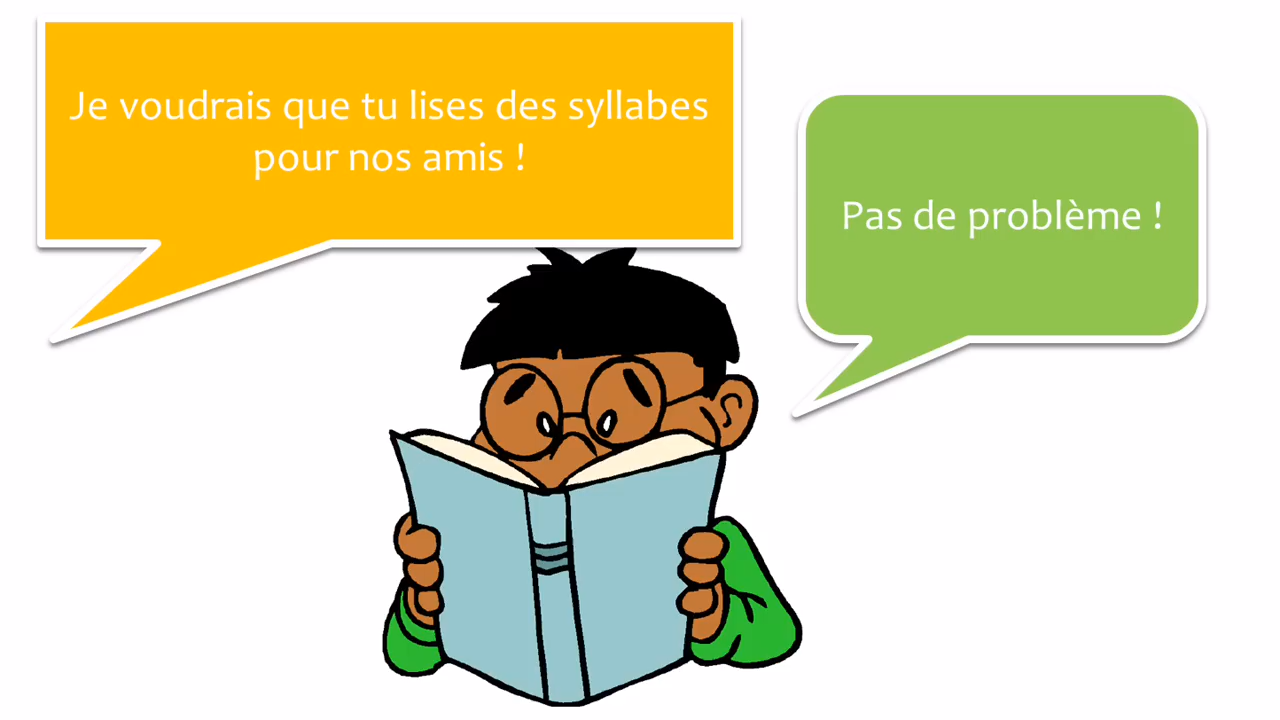 Je voudrais que tu lises des syllabes
pour nos amis !
Pas de problème !